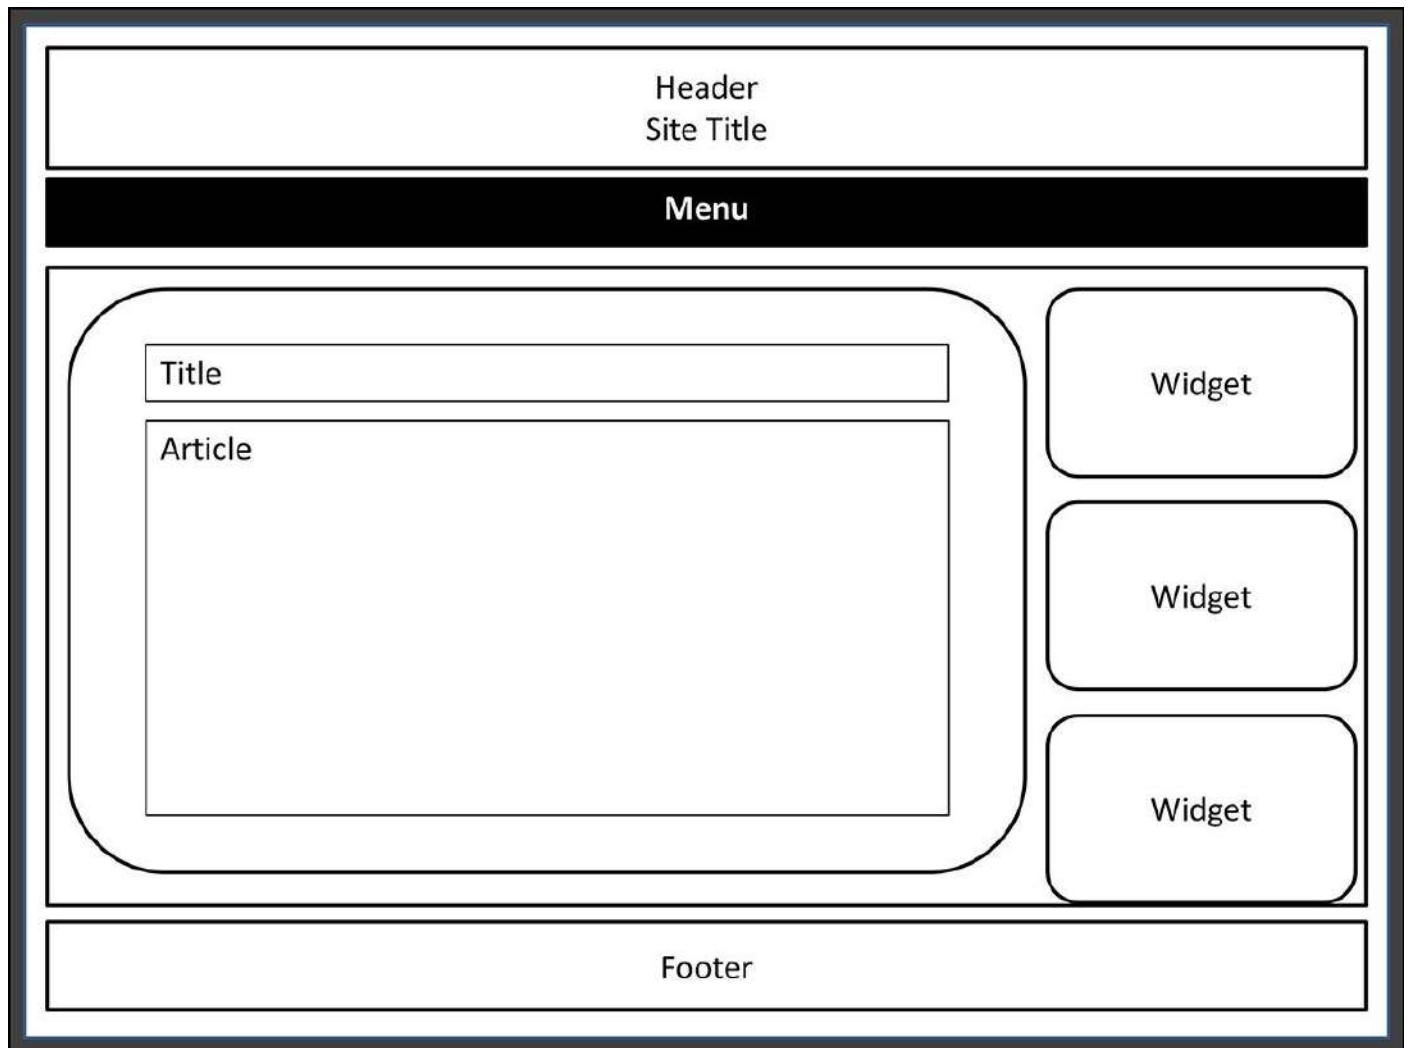 Header
Site Title
Menu
Title
Article
Widget
Widget
Widget
Footer